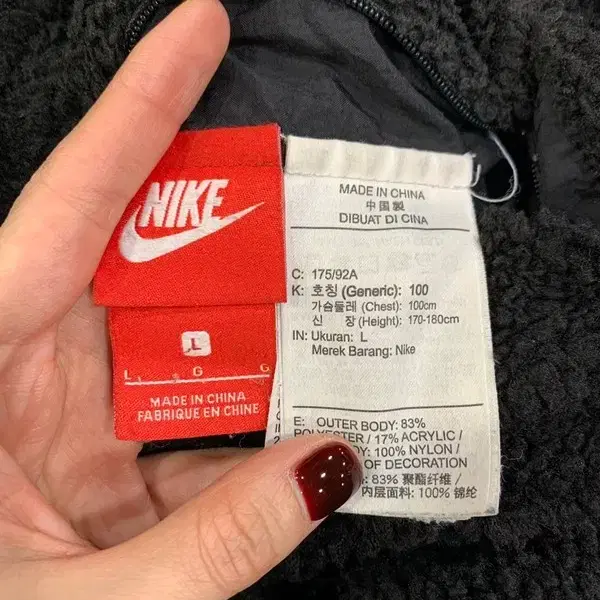 NIKE
L
L G G
MADE IN CHINA
FABRIQUÉ EN CHINE
MADE IN CHINA
中国製
DIBUAT DI CINA
C: 175/92A
K: 호칭 (Generic): 100
가슴둘레 (Chest): 100cm
신 장 (Height): 170-180cm
IN: Ukuran: L
Merek Barang: Nike
E: OUTER BODY: 83%
POLYESTER / 17% ACRYLIC /
DY: 100% NYLON /
OF DECORATION
: 83% 聚酯纤维 /
内层面料: 100% 锦纶